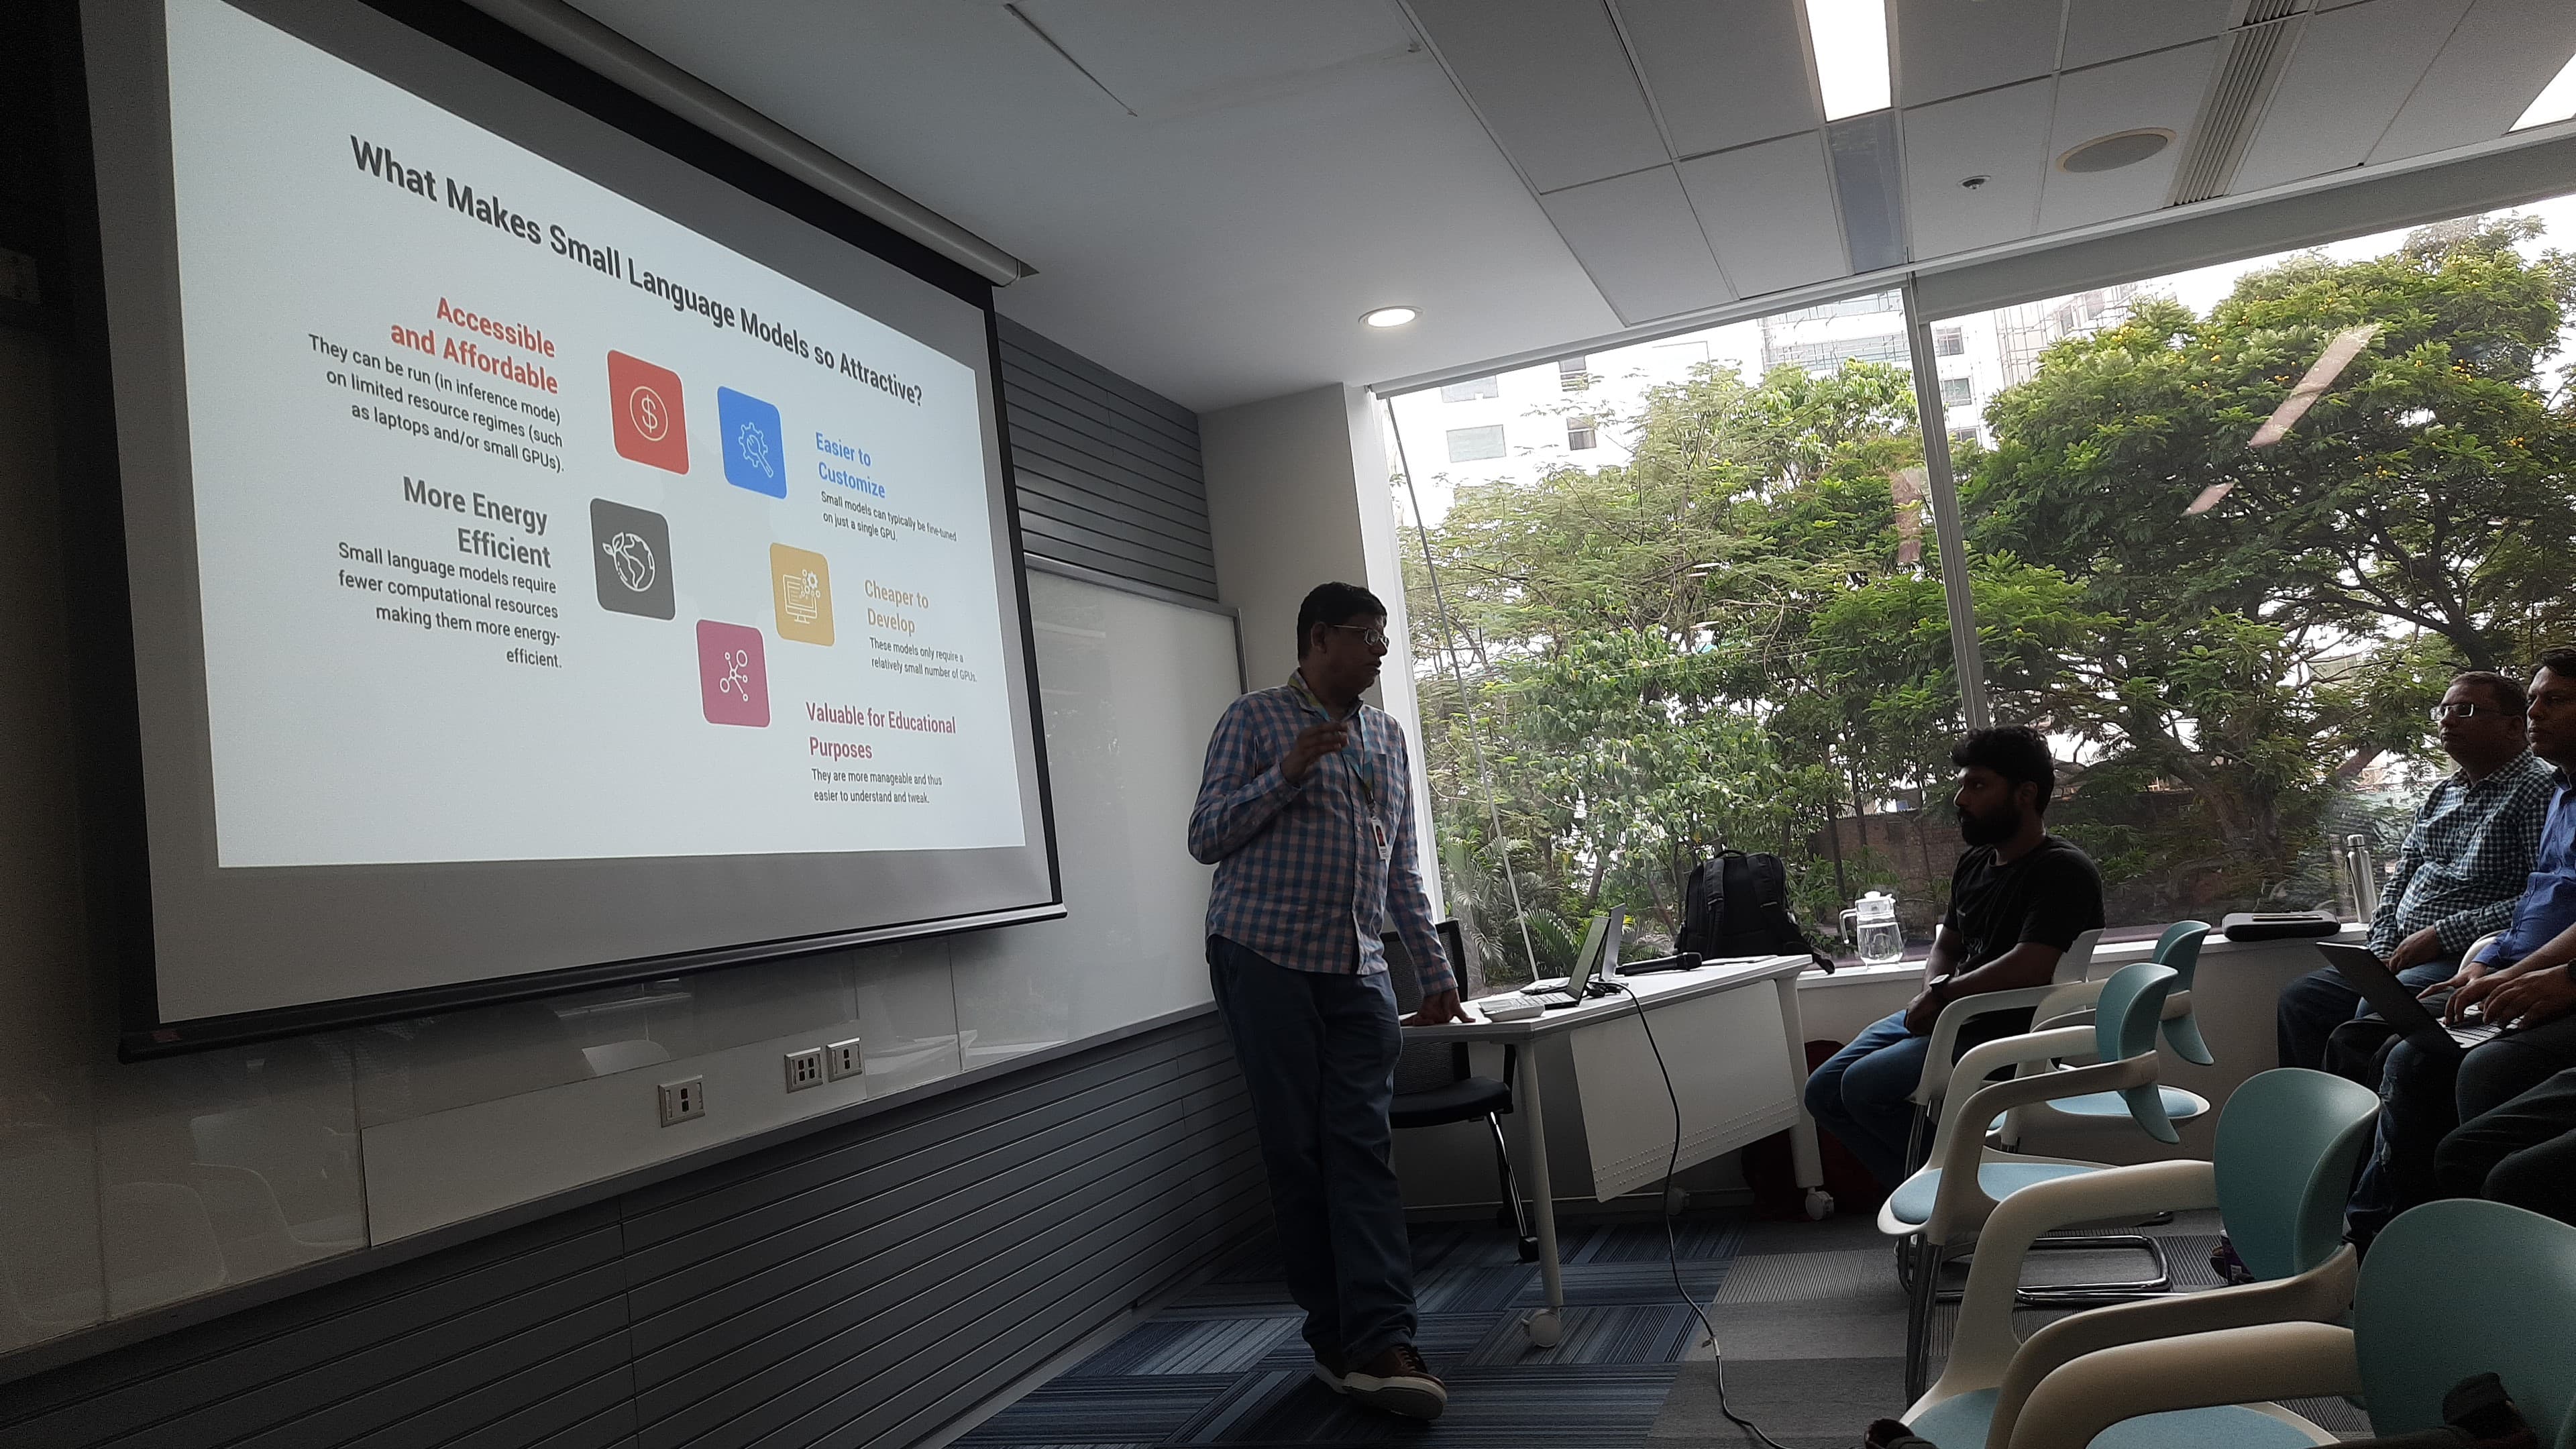 What Makes Small Language Models so Attractive?
Accessible
and Affordable
They can be run (in inference mode)
on limited resource regimes (such
as laptops and/or small GPUs).
More Energy
Efficient
Small language models require
fewer computational resources
making them more energy-
efficient.
$
Easier to
Customize
Small models can typically be fine-tuned
on just a single GPU.
Cheaper to
Develop
These models only require a
relatively small number of GPUs.
Valuable for Educational
Purposes
They are more manageable and thus
easier to understand and tweak.